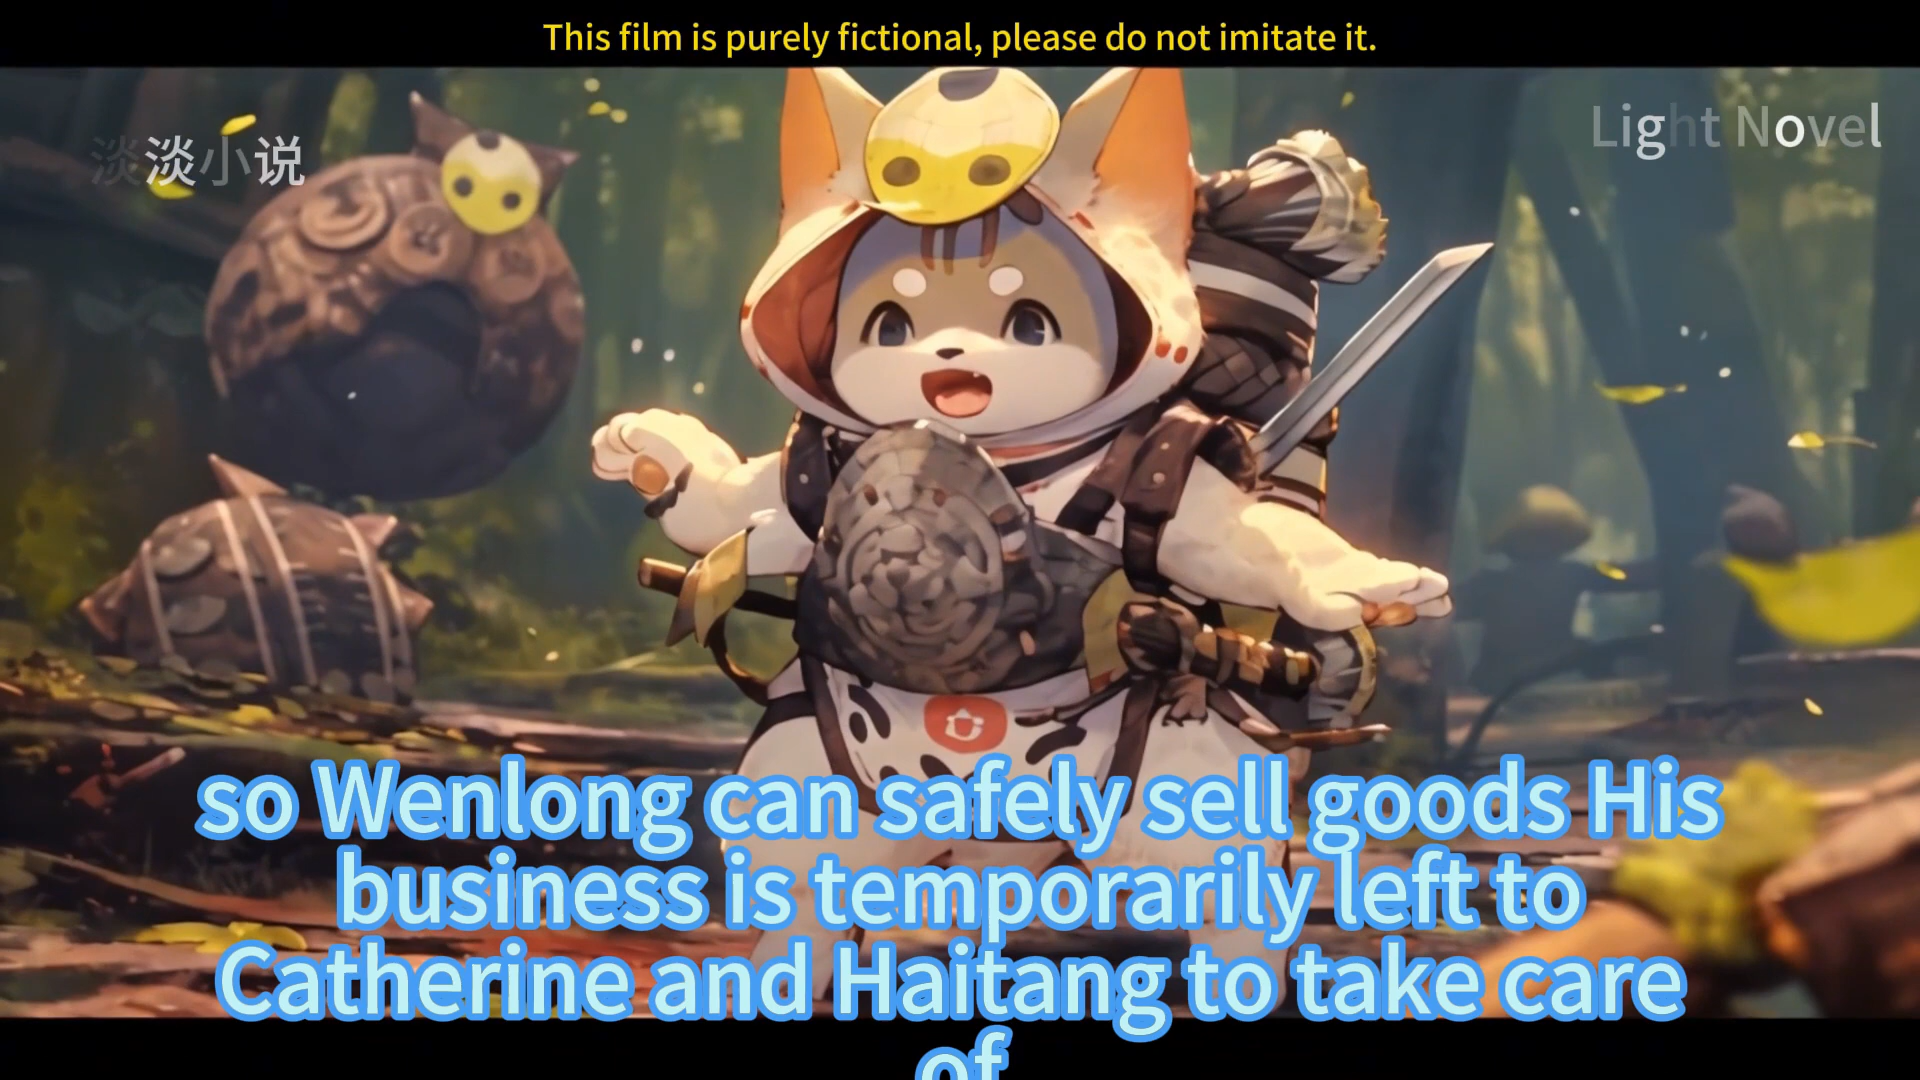 This film is purely fictional, please do not imitate it.
淡淡小说
Light Novel
so Wenlong can safely sell goods His
business is temporarily left to
Catherine and Haitang to take care
of